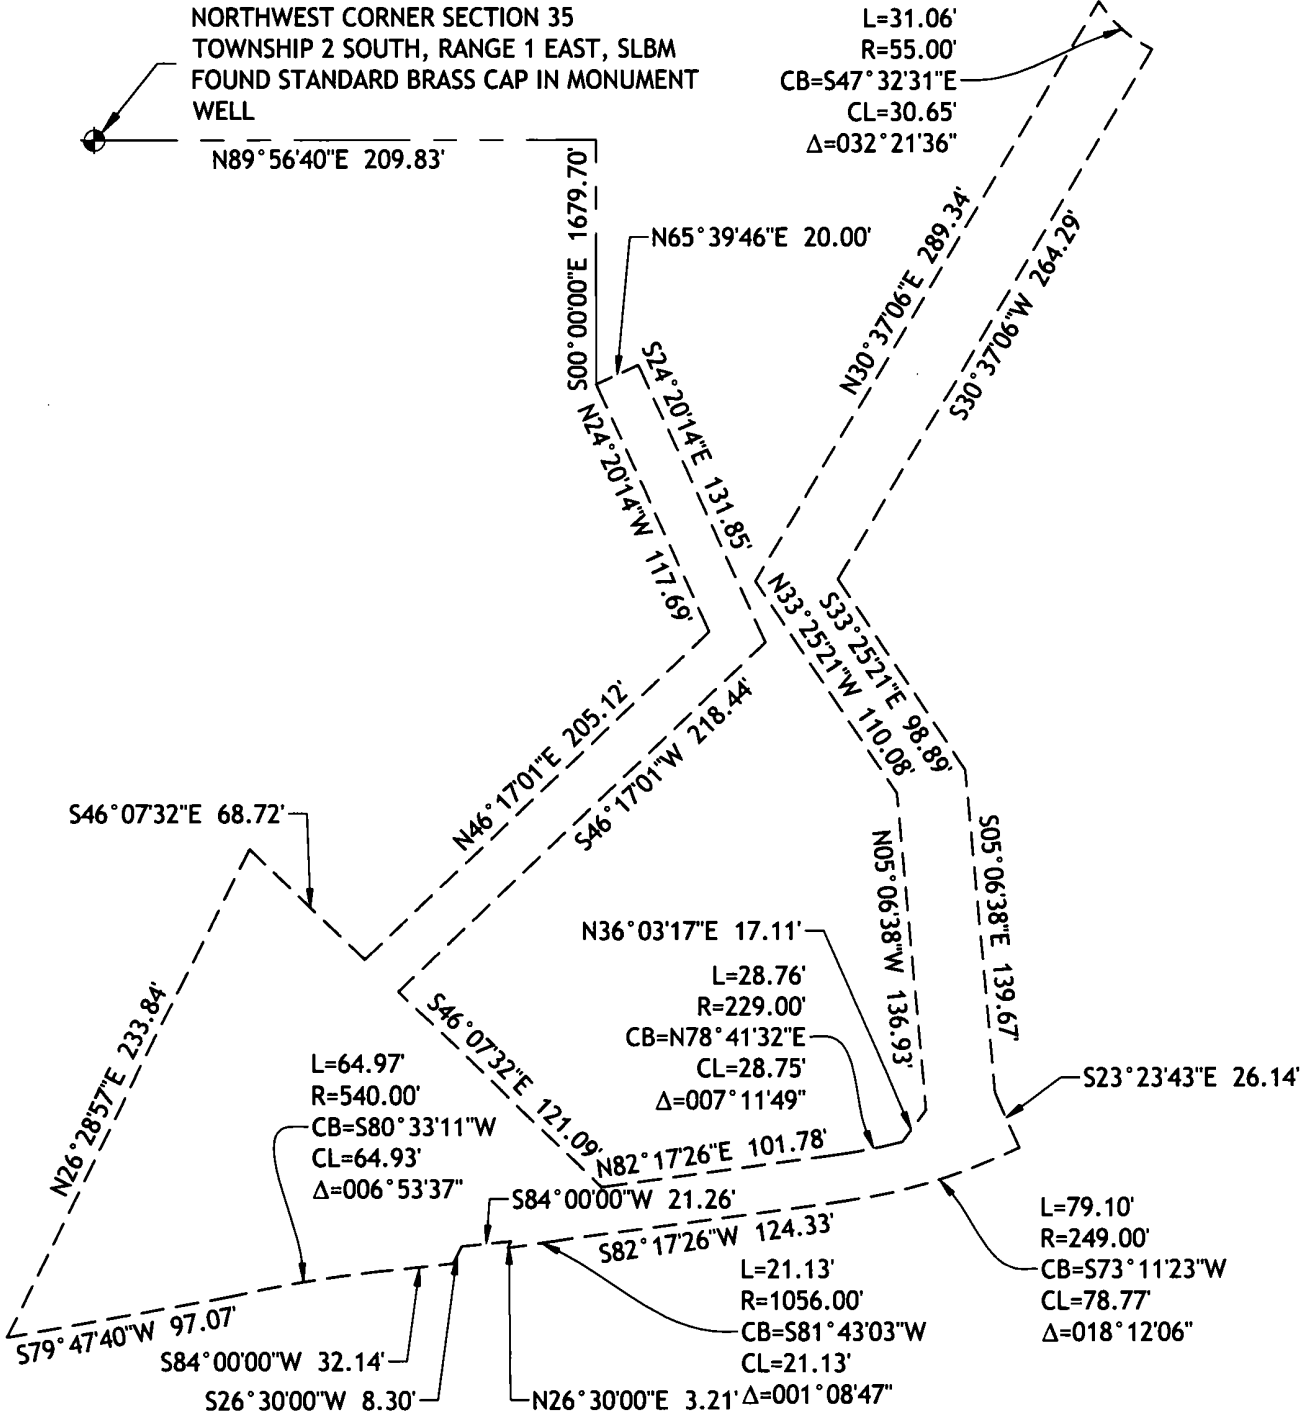 NORTHWEST CORNER SECTION 35
TOWNSHIP 2 SOUTH, RANGE 1 EAST, SLBM
FOUND STANDARD BRASS CAP IN MONUMENT
WELL
N89°56'40"E 209.83'
S00°00'00"E 1679.70'
N65°39'46"E 20.00'
L=31.06'
R=55.00'
CB=S47°32'31"E
CL=30.65'
Δ=032°21'36"
N30°37'06"E 289.34'
S30°37'06"W 264.29'
S24°20'14"E 131.85'
N24°20'14"W 117.69'
N33°25'21"W 110.08'
S33°25'21"E 98.89'
N46°17'01"E 205.12'
S46°17'01"W 218.44'
S46°07'32"E 68.72'
N05°06'38"W 136.93'
S05°06'38"E 139.67'
N36°03'17"E 17.11'
L=28.76'
R=229.00'
CB=N78°41'32"E
CL=28.75'
Δ=007°11'49"
S46°07'32"E 121.09'
N26°28'57"E 233.84'
L=64.97'
R=540.00'
CB=S80°33'11"W
CL=64.93'
Δ=006°53'37"
S23°23'43"E 26.14'
N82°17'26"E 101.78'
S84°00'00"W 21.26'
S82°17'26"W 124.33'
L=79.10'
R=249.00'
CB=S73°11'23"W
CL=78.77'
Δ=018°12'06"
L=21.13'
R=1056.00'
CB=S81°43'03"W
CL=21.13'
Δ=001°08'47"
S79°47'40"W 97.07'
S84°00'00"W 32.14'
S26°30'00"W 8.30'
N26°30'00"E 3.21'